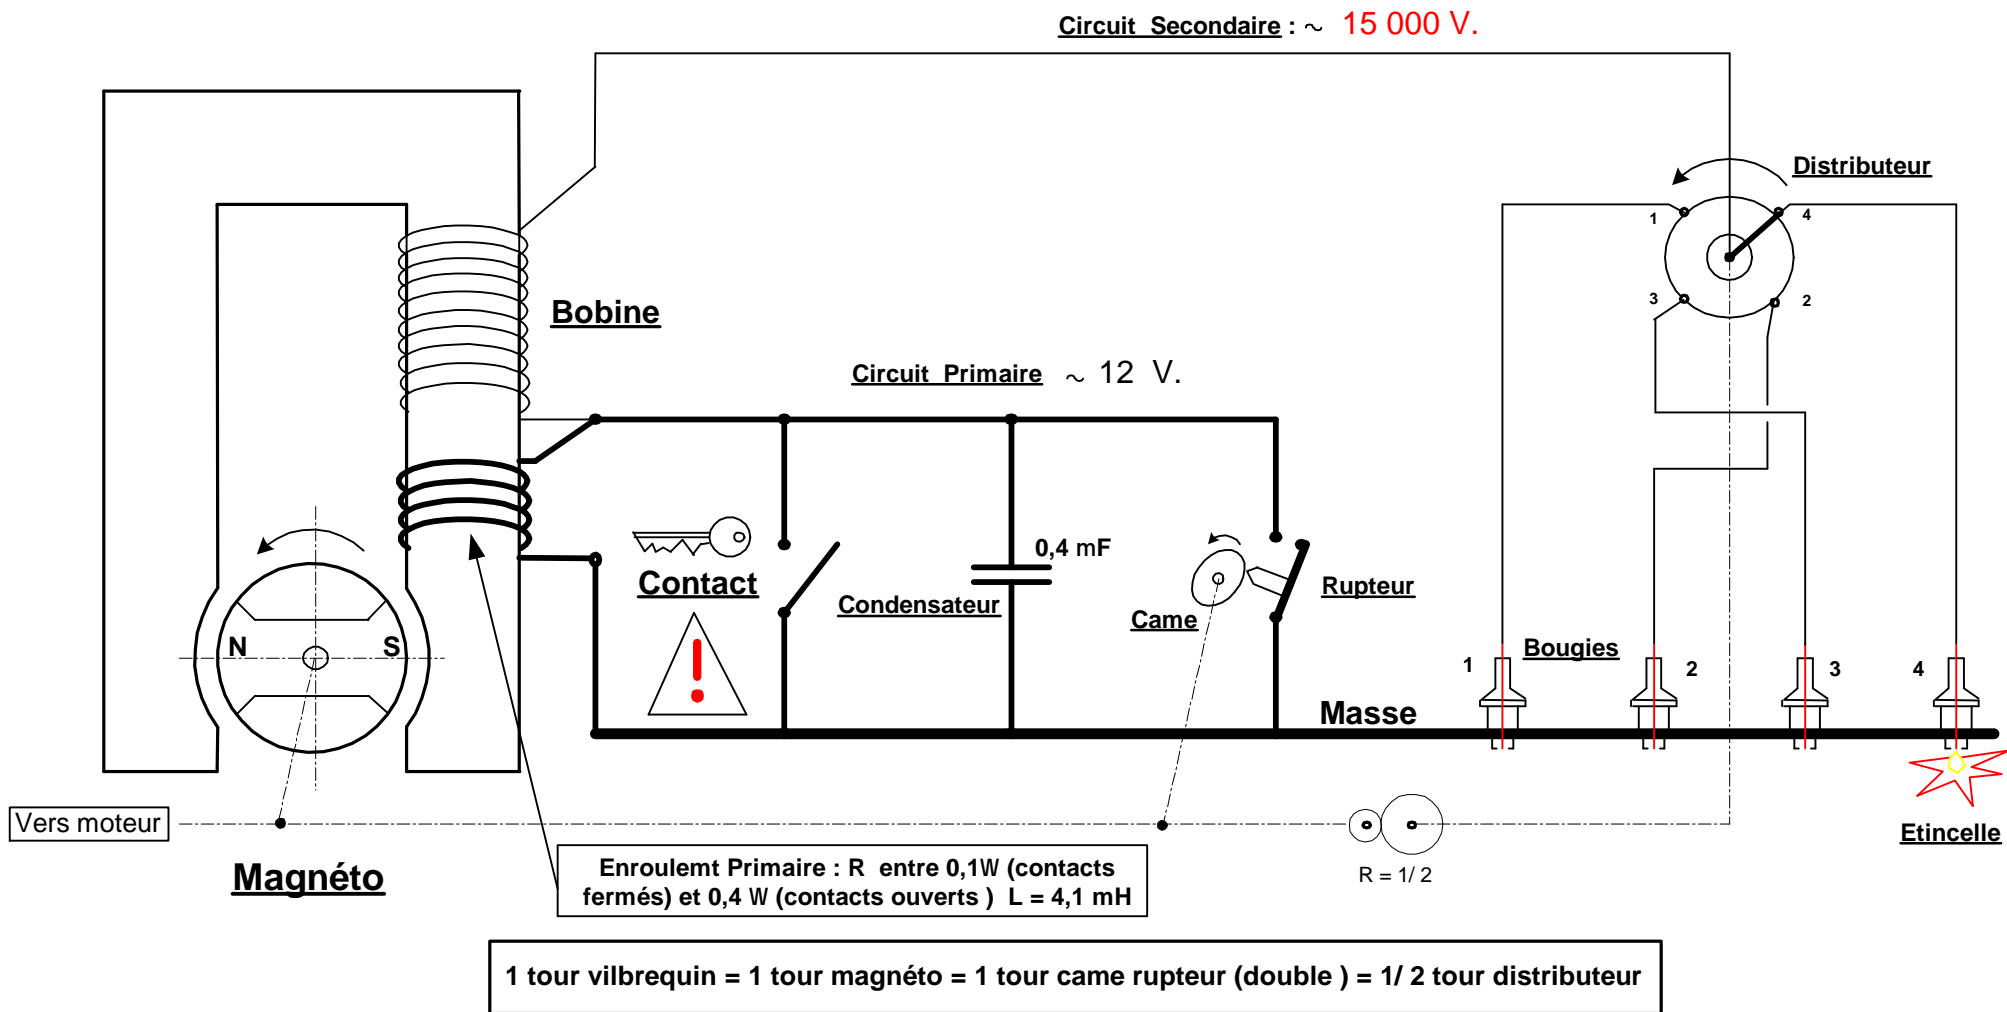 Circuit Secondaire : ~ 15 000 V.
Distributeur
1
4
3
2
Bobine
Circuit Primaire ~ 12 V.
0,4 mF
Contact
Condensateur
Came
Rupteur
N
S
Bougies
1
2
3
4
Masse
Vers moteur
Etincelle
Magnéto
Enroulemt Primaire : R entre 0,1W (contacts
fermés) et 0,4 W (contacts ouverts ) L = 4,1 mH
R = 1/ 2
1 tour vilbrequin = 1 tour magnéto = 1 tour came rupteur (double ) = 1/ 2 tour distributeur